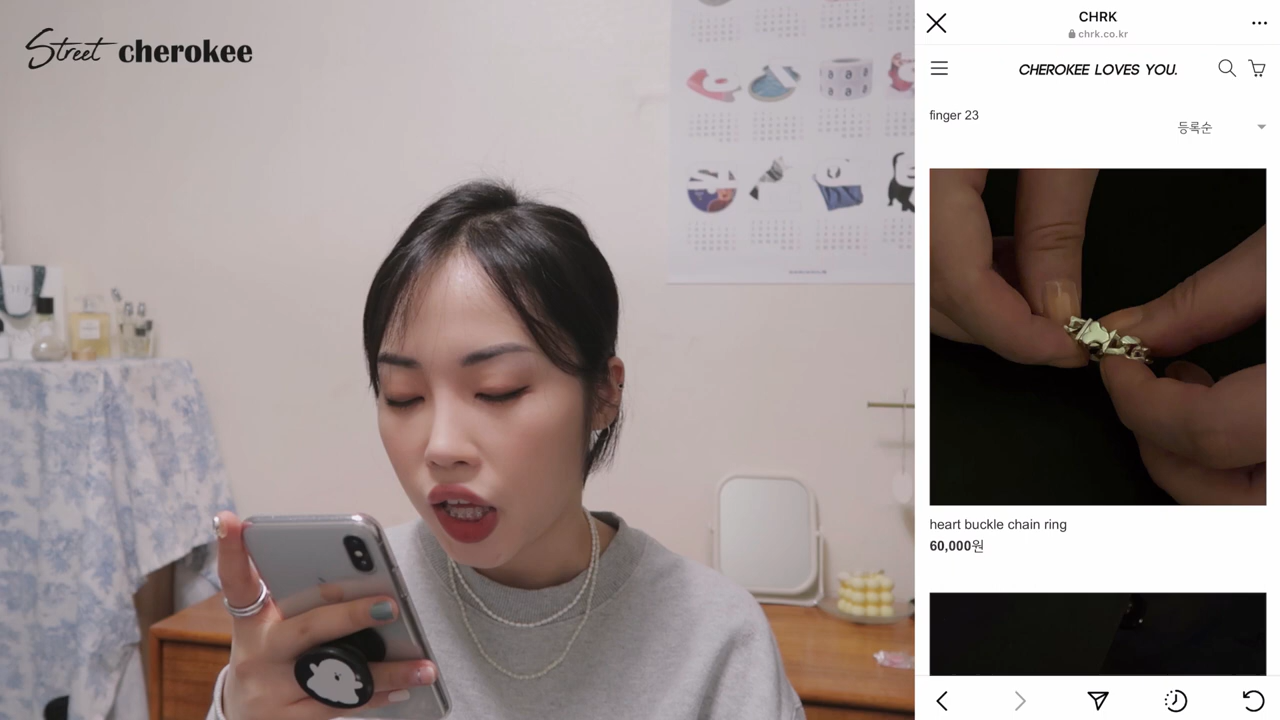 Street cherokee
CHRK
chrk.co.kr
CHEROKEE LOVES YOU.
finger 23
등록순
heart buckle chain ring
60,000원